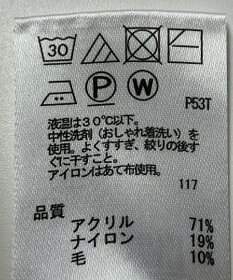 30
P W
P53T
液温は30℃以下。
中性洗剤（おしゃれ着洗い）を
使用。よくすすぎ、絞りの後す
ぐに干すこと。
アイロンはあて布使用。
117
品質
アクリル 71%
ナイロン 19%
毛 10%